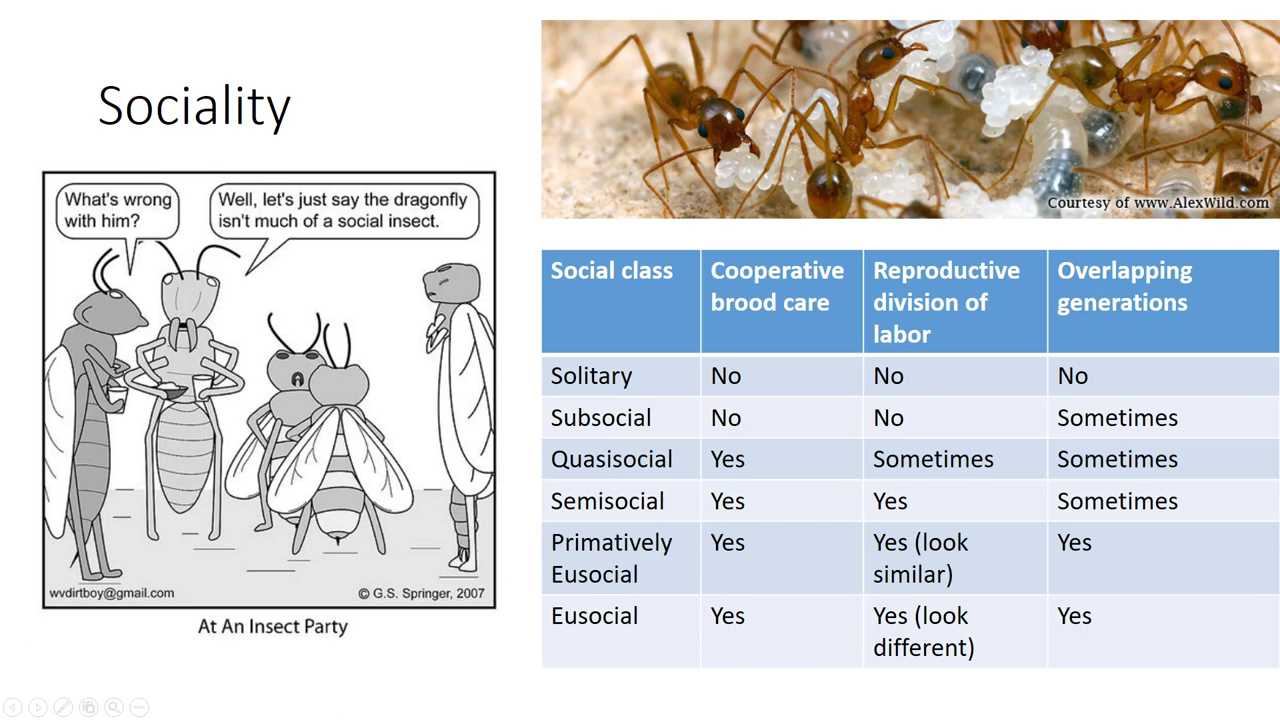 Sociality
What's wrong
with him?
Well, let's just say the dragonfly
isn't much of a social insect.
wvdirtboy@gmail.com
© G.S. Springer, 2007
At An Insect Party
Courtesy of www.AlexWild.com
Social class
Cooperative
brood care
Reproductive
division of
labor
Overlapping
generations
Solitary
No
No
No
Subsocial
No
No
Sometimes
Quasisocial
Yes
Sometimes
Sometimes
Semisocial
Yes
Yes
Sometimes
Primatively
Eusocial
Yes
Yes (look
similar)
Yes
Eusocial
Yes
Yes (look
different)
Yes